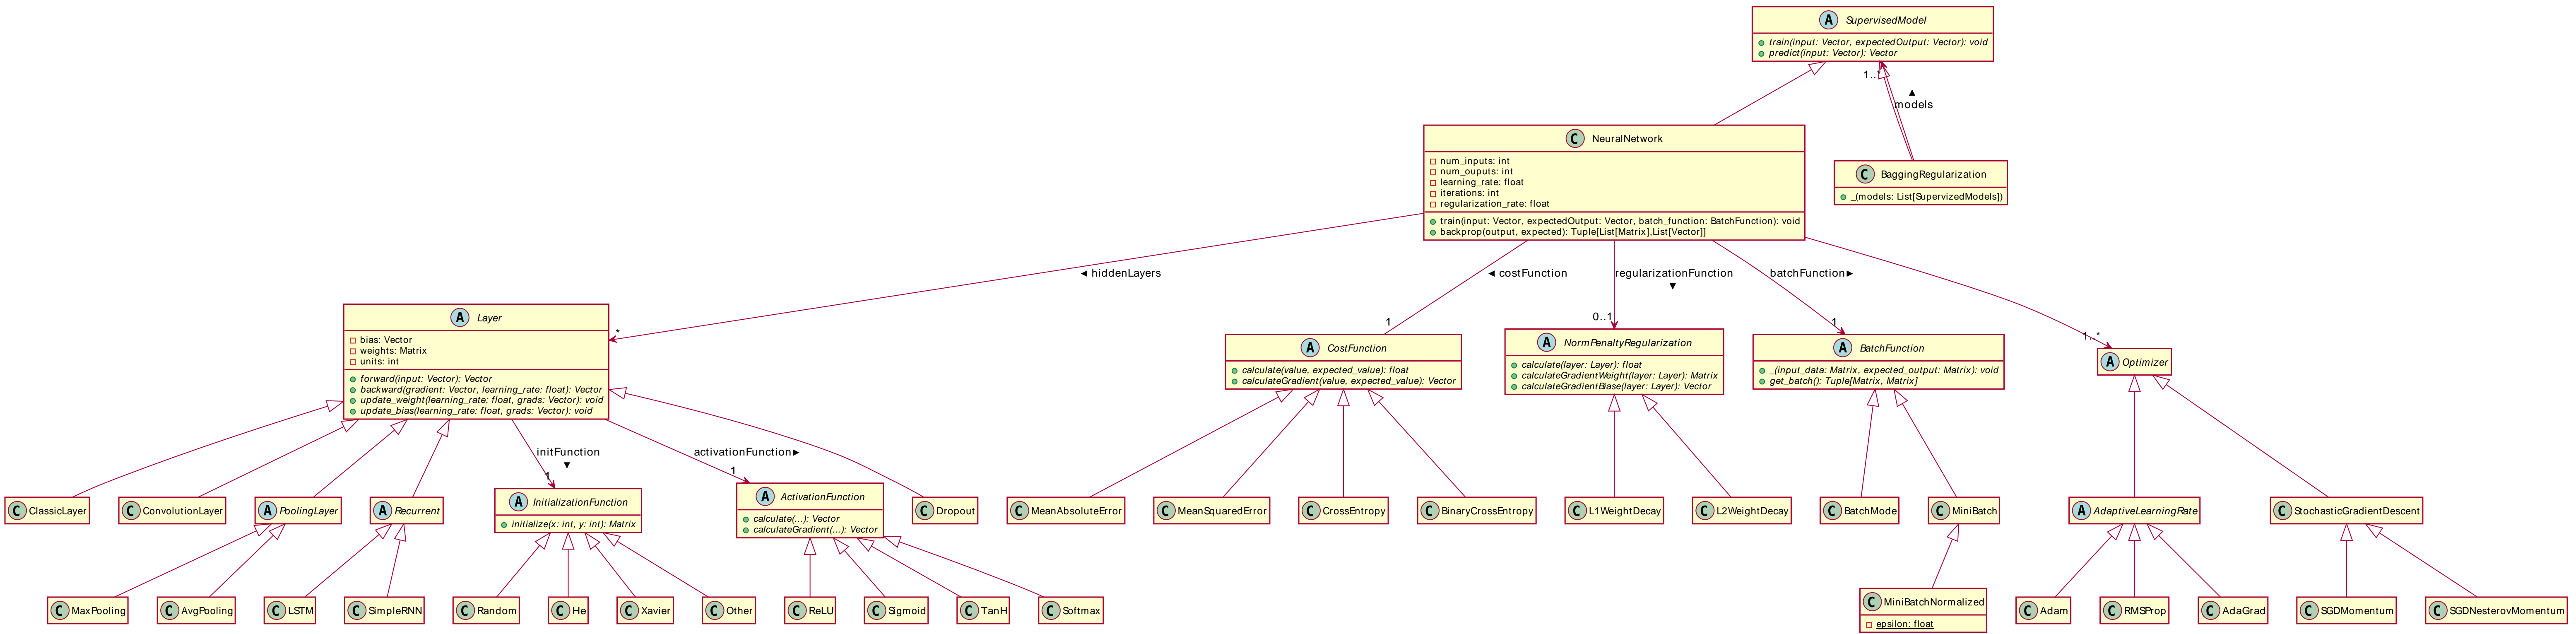 A SupervisedModel
train(input: Vector, expectedOutput: Vector): void
predict(input: Vector): Vector
1..*
▲
models
C NeuralNetwork
num_inputs: int
num_ouputs: int
learning_rate: float
iterations: int
regularization_rate: float
train(input: Vector, expectedOutput: Vector, batch_function: BatchFunction): void
backprop(output, expected): Tuple[List[Matrix],List[Vector]]
C BaggingRegularization
_(models: List[SupervizedModels])
◄ hiddenLayers
◄ costFunction
regularizationFunction
▼
batchFunction►
*
1
0..1
1
1..*
A Layer
bias: Vector
weights: Matrix
units: int
forward(input: Vector): Vector
backward(gradient: Vector, learning_rate: float): Vector
update_weight(learning_rate: float, grads: Vector): void
update_bias(learning_rate: float, grads: Vector): void
A CostFunction
calculate(value, expected_value): float
calculateGradient(value, expected_value): Vector
A NormPenaltyRegularization
calculate(layer: Layer): float
calculateGradientWeight(layer: Layer): Matrix
calculateGradientBiase(layer: Layer): Vector
A BatchFunction
_(input_data: Matrix, expected_output: Matrix): void
get_batch(): Tuple[Matrix, Matrix]
A Optimizer
initFunction
▼
1
activationFunction►
1
C ClassicLayer
C ConvolutionLayer
A PoolingLayer
A Recurrent
A InitializationFunction
initialize(x: int, y: int): Matrix
A ActivationFunction
calculate(...): Vector
calculateGradient(...): Vector
C Dropout
C MeanAbsoluteError
C MeanSquaredError
C CrossEntropy
C BinaryCrossEntropy
C L1WeightDecay
C L2WeightDecay
C BatchMode
C MiniBatch
A AdaptiveLearningRate
C StochasticGradientDescent
C MaxPooling
C AvgPooling
C LSTM
C SimpleRNN
C Random
C He
C Xavier
C Other
C ReLU
C Sigmoid
C TanH
C Softmax
C MiniBatchNormalized
epsilon: float
C Adam
C RMSProp
C AdaGrad
C SGDMomentum
C SGDNesterovMomentum